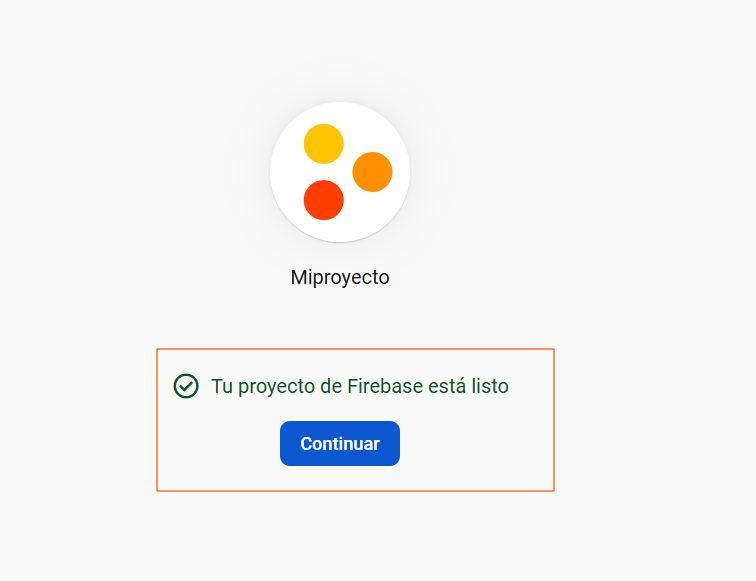 Miproyecto
Tu proyecto de Firebase está listo
Continuar